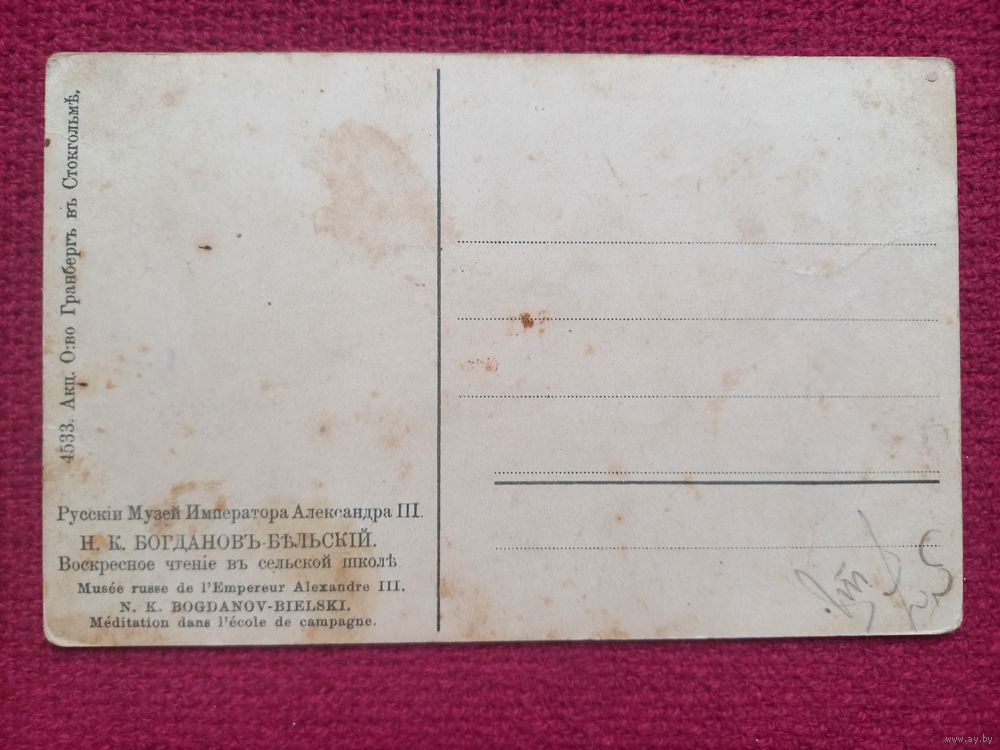 4533. Акц. О:во Гранбергъ въ Стокгольмѣ,
Русскіи Музей Императора Александра III.
Н. К. БОГДАНОВЪ-БѢЛЬСКІЙ.
Воскресное чтеніе въ сельской школѣ.
Musée russe de l'Empereur Alexandre III.
N. K. BOGDANOV-BIELSKI.
Méditation dans l'école de campagne.
www.ay.by